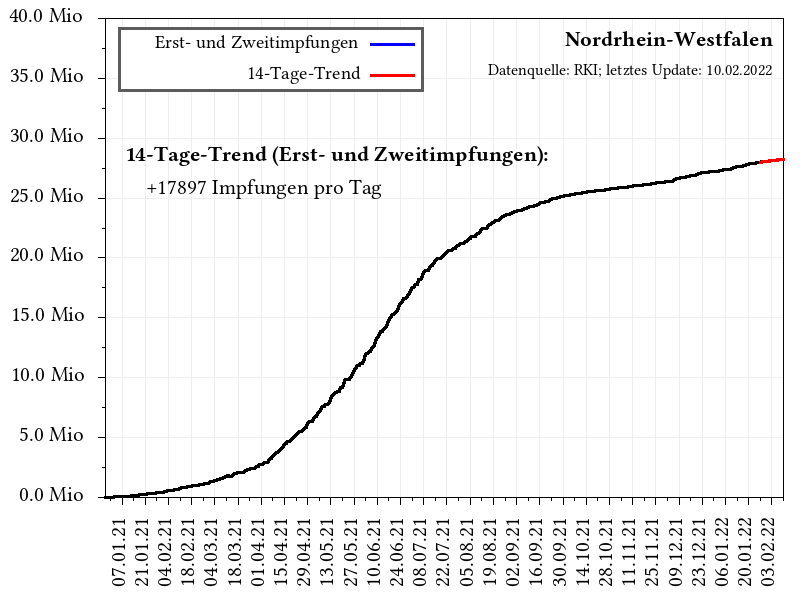 40.0 Mio
35.0 Mio
30.0 Mio
25.0 Mio
20.0 Mio
15.0 Mio
10.0 Mio
5.0 Mio
0.0 Mio
Erst- und Zweitimpfungen
14-Tage-Trend
Nordrhein-Westfalen
Datenquelle: RKI; letztes Update: 10.02.2022
14-Tage-Trend (Erst- und Zweitimpfungen):
+17897 Impfungen pro Tag
07.01.21
21.01.21
04.02.21
18.02.21
04.03.21
18.03.21
01.04.21
15.04.21
29.04.21
13.05.21
27.05.21
10.06.21
24.06.21
08.07.21
22.07.21
05.08.21
19.08.21
02.09.21
16.09.21
30.09.21
14.10.21
28.10.21
11.11.21
25.11.21
09.12.21
23.12.21
06.01.22
20.01.22
03.02.22